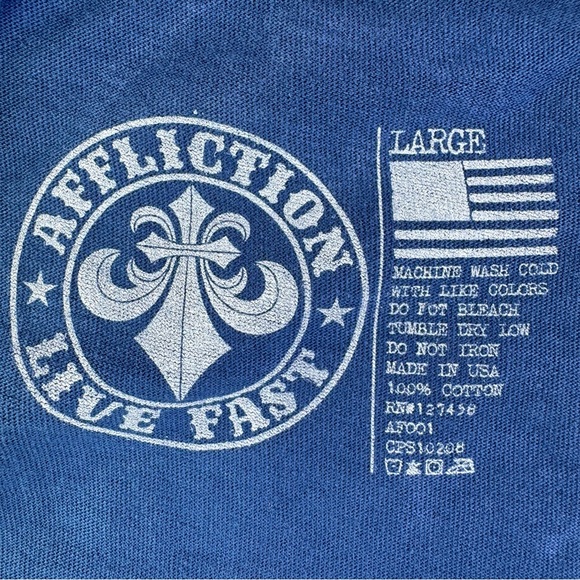 AFFLICTION
LIVE FAST
LARGE
MACHINE WASH COLD
WITH LIKE COLORS
DO NOT BLEACH
TUMBLE DRY LOW
DO NOT IRON
MADE IN USA
100% COTTON
RN#127458
AF001
CPS10208